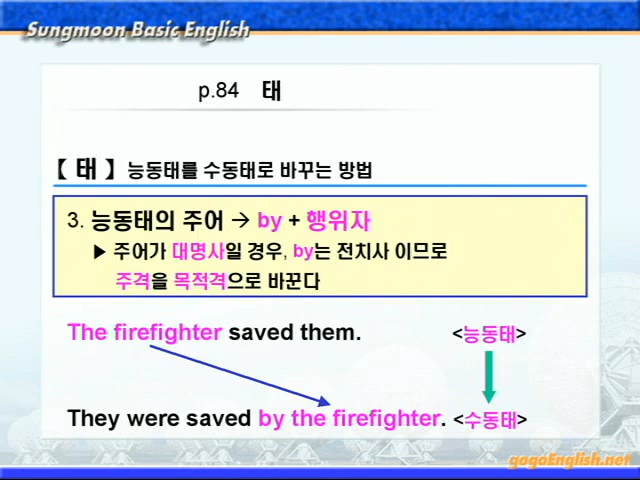 Sungmoon Basic English
p.84 태
【 태 】 능동태를 수동태로 바꾸는 방법
3. 능동태의 주어 → by + 행위자
▶ 주어가 대명사일 경우, by는 전치사 이므로
주격을 목적격으로 바꾼다
The firefighter saved them. <능동태>
They were saved by the firefighter. <수동태>
gogoEnglish.net